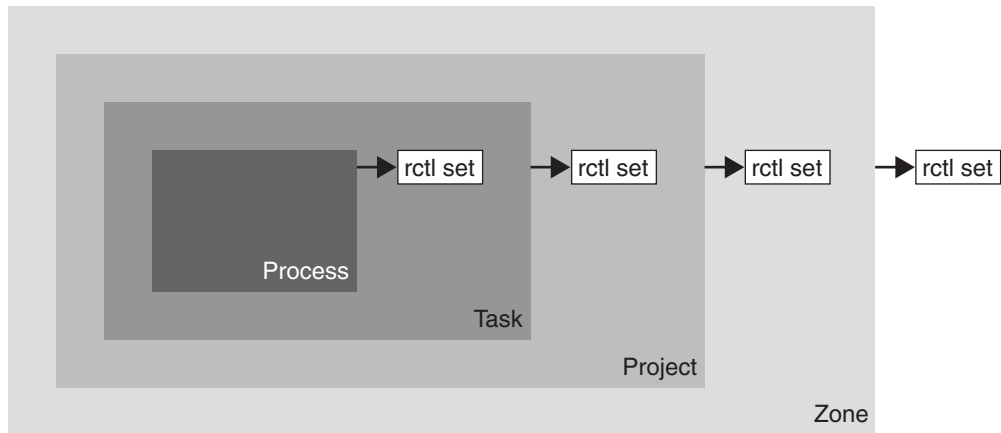 rctl set
rctl set
rctl set
rctl set
Process
Task
Project
Zone